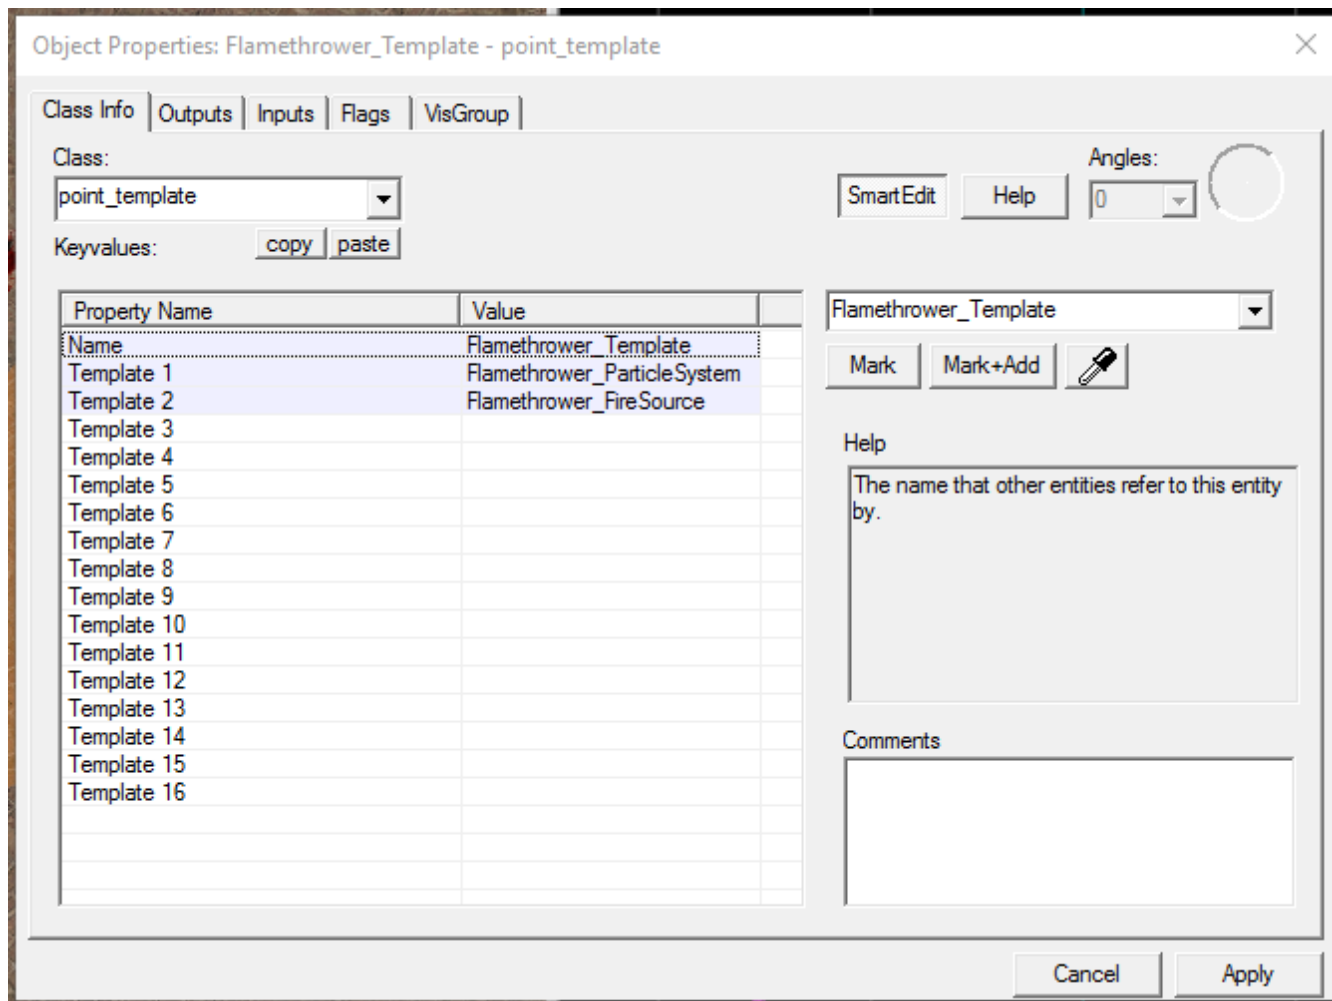 Object Properties: Flamethrower_Template - point_template
Class Info Outputs Inputs Flags VisGroup
Class:
point_template
Angles:
SmartEdit Help 0
Keyvalues: copy paste
Property Name Value
Name Flamethrower_Template
Template 1 Flamethrower_ParticleSystem
Template 2 Flamethrower_FireSource
Template 3
Template 4
Template 5
Template 6
Template 7
Template 8
Template 9
Template 10
Template 11
Template 12
Template 13
Template 14
Template 15
Template 16
Flamethrower_Template
Mark Mark+Add
Help
The name that other entities refer to this entity
by.
Comments
Cancel Apply